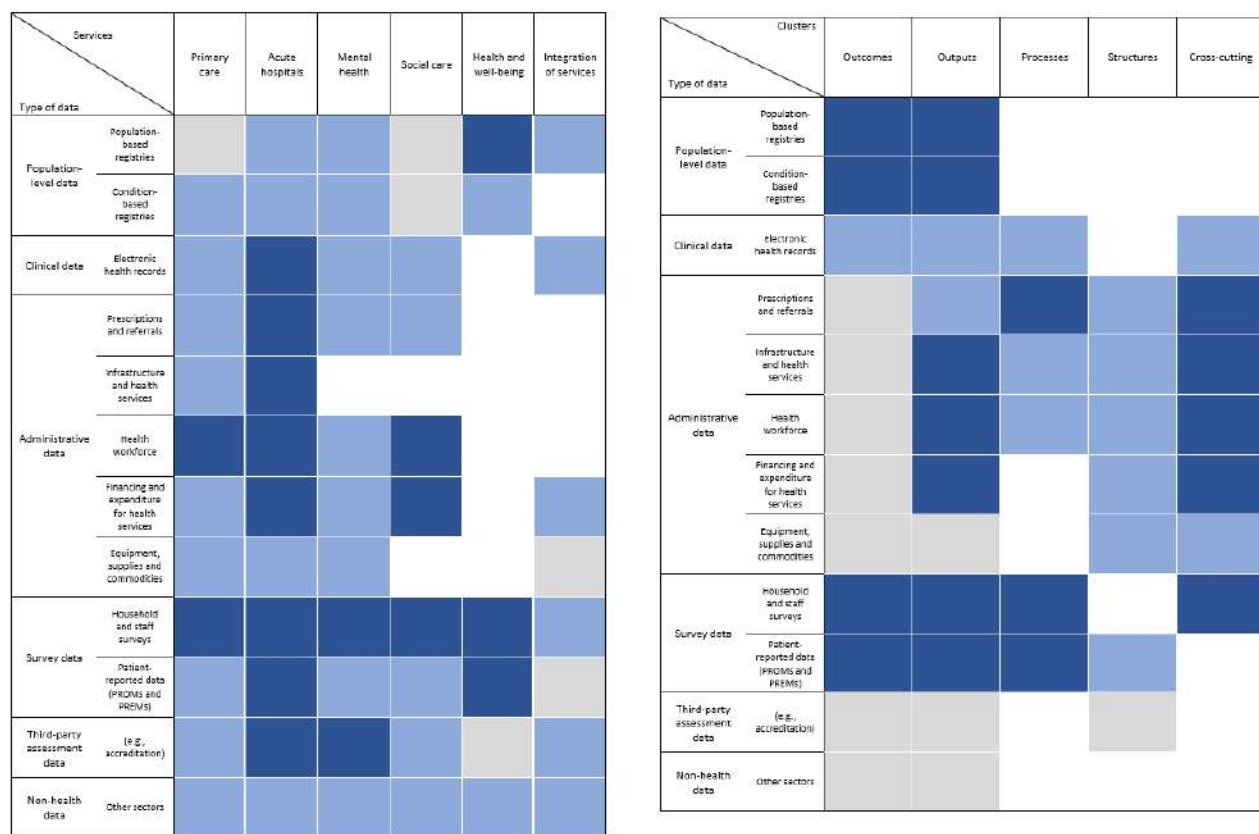 Services
Type of data
Primary
care
Acute
hospitals
Mental
health
Social care
Health and
well-being
Integration
of services
Population-
level data
Population-
based
registries
Condition-
based
registries
Clinical data
Electronic
health records
Administrative
data
Prescriptions
and referrals
Infrastructure
and health
services
Health
workforce
Financing and
expenditure
for health
services
Equipment,
supplies and
commodities
Survey data
Household
and staff
surveys
Patient-
reported data
(PROMs and
PREMs)
Third-party
assessment
data
(e.g.,
accreditation)
Non-health
data
Other sectors
Clusters
Type of data
Outcomes
Outputs
Processes
Structures
Cross-cutting
Population-
level data
Population-
based
registries
Condition-
based
registries
Clinical data
electronic
health records
Administrative
data
Prescriptions
and referrals
Infrastructure
and health
services
Health
workforce
Financing and
expenditure
for health
services
Equipment,
supplies and
commodities
Survey data
Household
and staff
surveys
Patient-
reported data
(PROMs and
PREMs)
Third-party
assessment
data
(e.g.,
accreditation)
Non-health
data
Other sectors